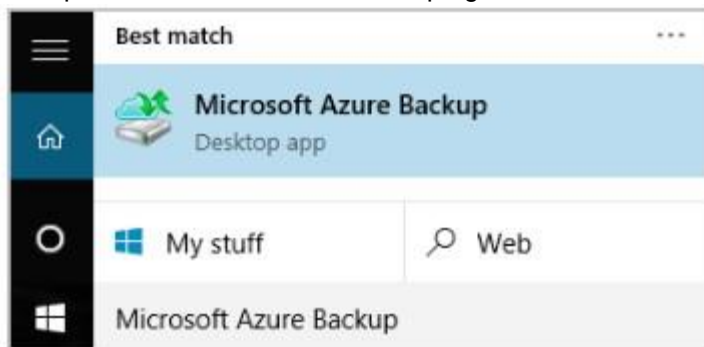 Best match
Microsoft Azure Backup
Desktop app
My stuff
Web
Microsoft Azure Backup